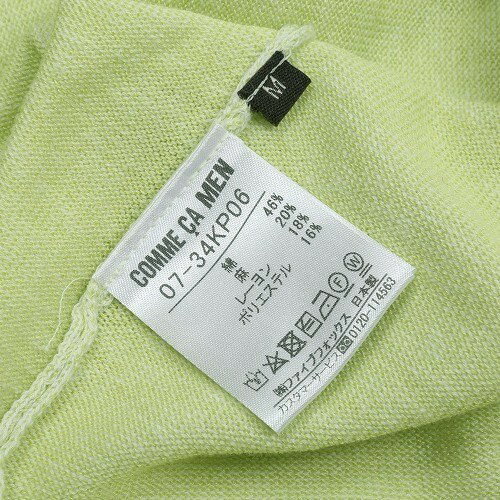 M
COMME ÇA MEN
07-34KP06
綿 46%
麻 20%
レーヨン 18%
ポリエステル 16%
㈱ファイブフォックス 日本製
カスタマーサービス 0120-114563